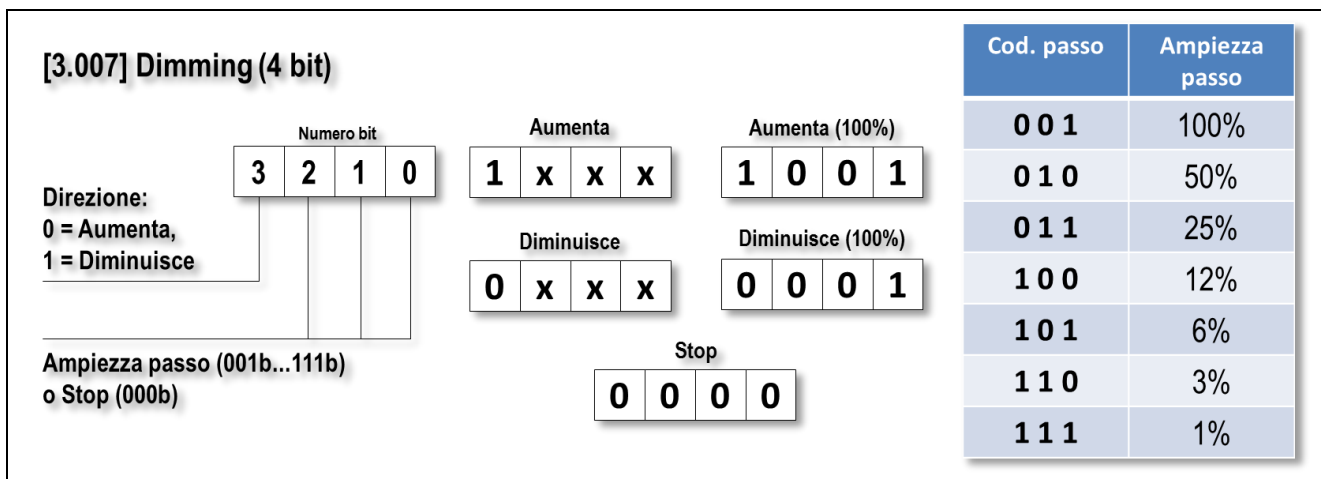 [3.007] Dimming (4 bit)
Numero bit
3 2 1 0
Direzione:
0 = Aumenta,
1 = Diminuisce
Ampiezza passo (001b...111b)
o Stop (000b)
Aumenta
1 x x x
Aumenta (100%)
1 0 0 1
Diminuisce
0 x x x
Diminuisce (100%)
0 0 0 1
Stop
0 0 0 0
Cod. passo Ampiezza
passo
0 0 1 100%
0 1 0 50%
0 1 1 25%
1 0 0 12%
1 0 1 6%
1 1 0 3%
1 1 1 1%